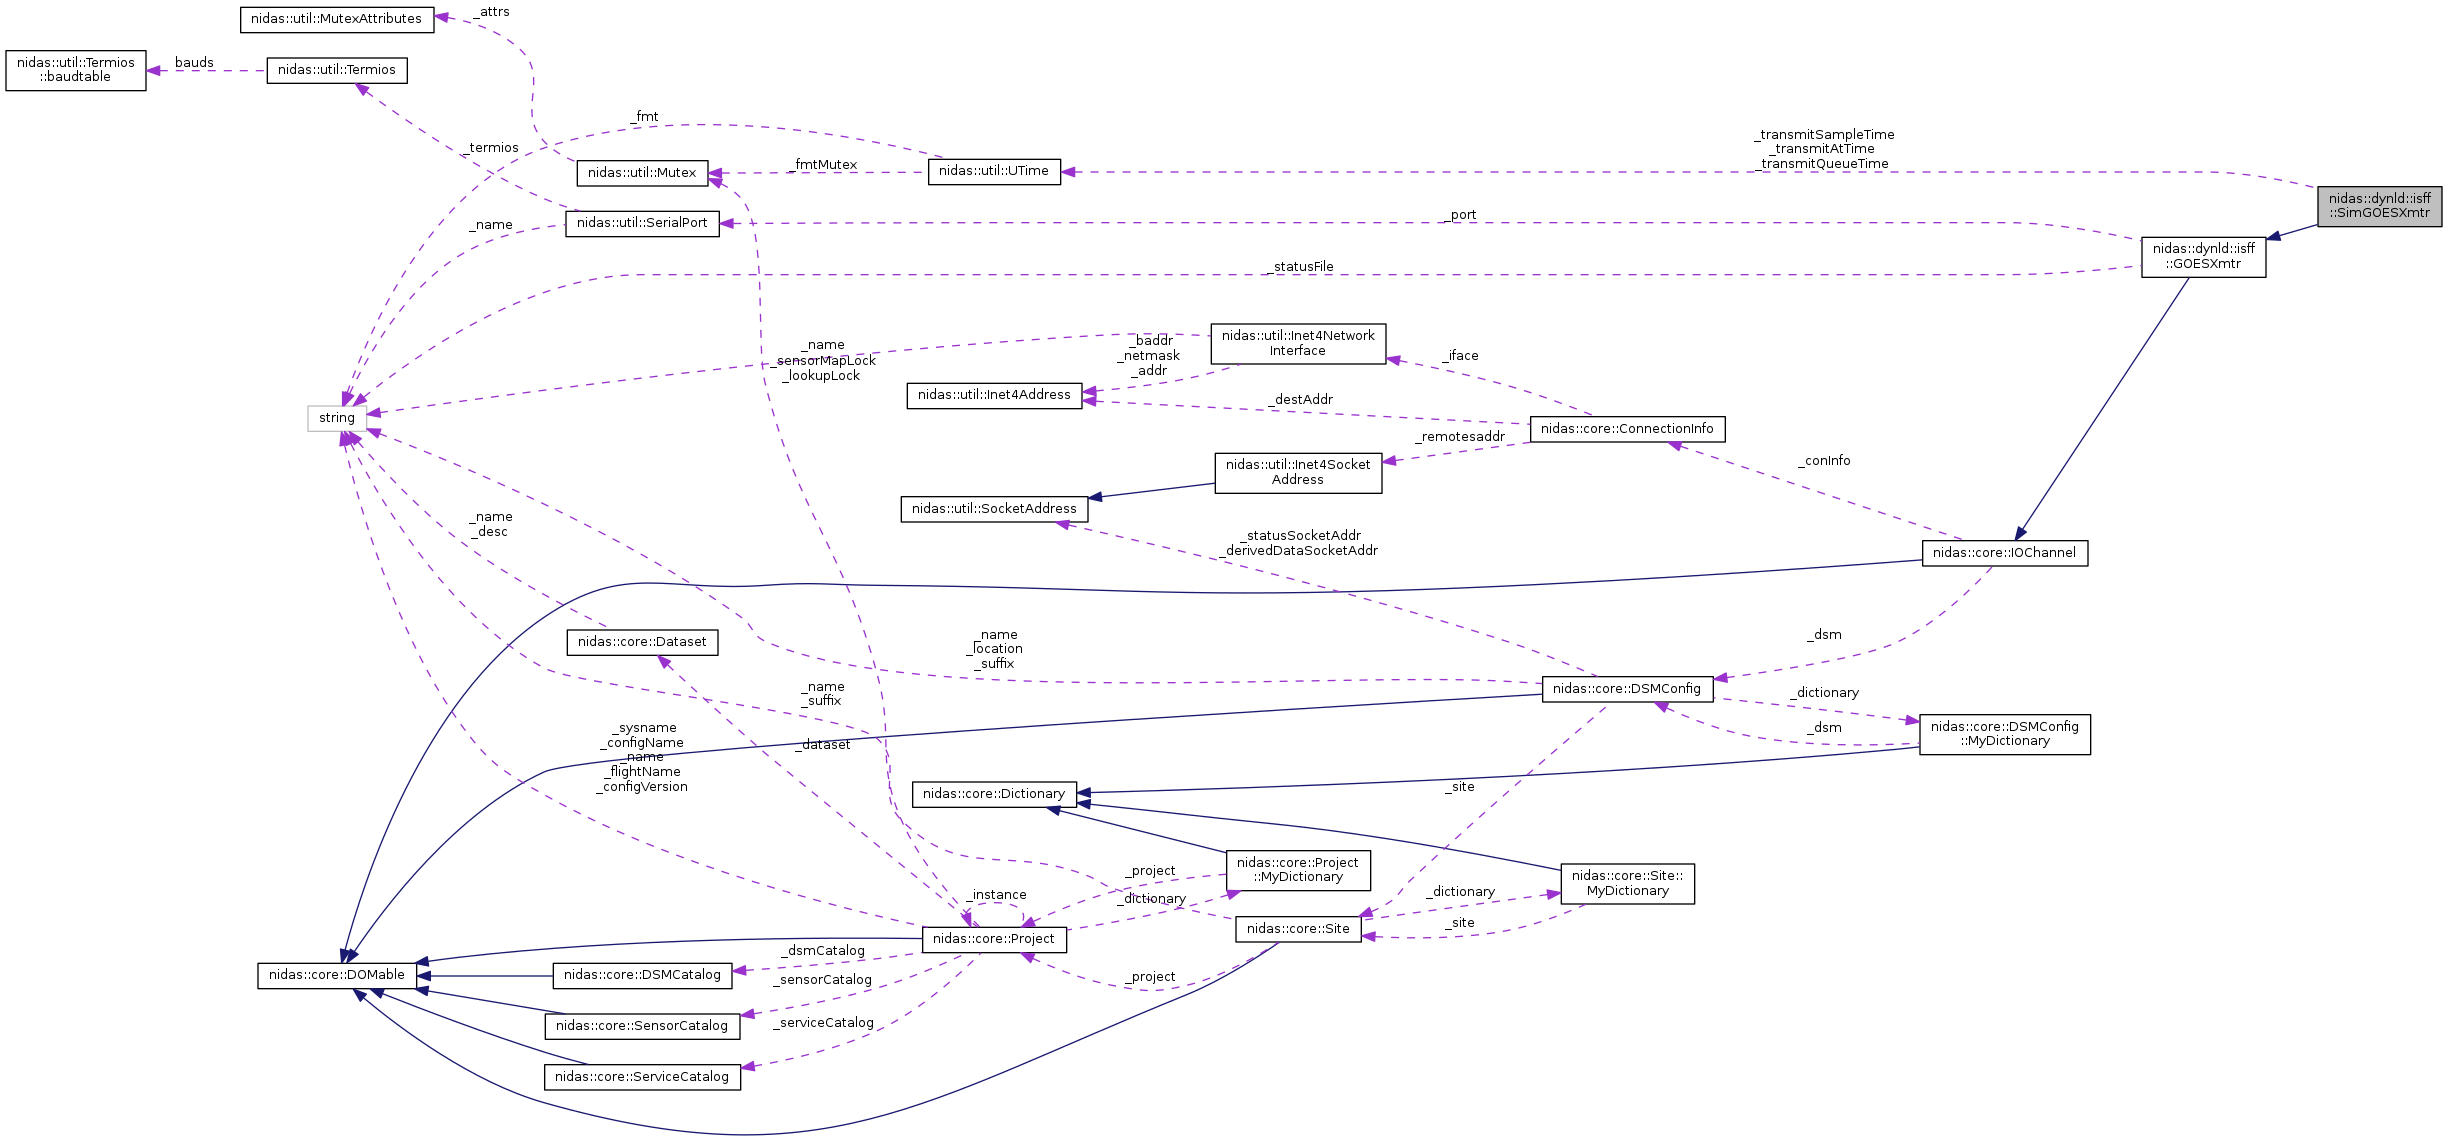 nidas::util::MutexAttributes
_attrs
nidas::util::Termios
::baudtable
bauds
nidas::util::Termios
_fmt
_termios
nidas::util::Mutex
_fmtMutex
nidas::util::UTime
_transmitSampleTime
_transmitAtTime
_transmitQueueTime
nidas::dynld::isff
::SimGOESXmtr
_name
nidas::util::SerialPort
_port
nidas::dynld::isff
::GOESXmtr
_statusFile
_name
_sensorMapLock
_lookupLock
_baddr
_netmask
_addr
nidas::util::Inet4Network
Interface
_iface
nidas::util::Inet4Address
_destAddr
string
nidas::core::ConnectionInfo
_remotesaddr
_conInfo
nidas::util::Inet4Socket
Address
nidas::util::SocketAddress
_name
_desc
_statusSocketAddr
_derivedDataSocketAddr
nidas::core::IOChannel
nidas::core::Dataset
_name
_location
_suffix
_dsm
_name
_suffix
nidas::core::DSMConfig
_dictionary
_dsm
nidas::core::DSMConfig
::MyDictionary
_sysname
_configName
_name
_flightName
_configVersion
_dataset
nidas::core::Dictionary
_site
_project
_dictionary
nidas::core::Project
::MyDictionary
_instance
_dictionary
_site
nidas::core::Site::
MyDictionary
nidas::core::Project
nidas::core::Site
_project
nidas::core::DOMable
_dsmCatalog
nidas::core::DSMCatalog
_sensorCatalog
nidas::core::SensorCatalog
_serviceCatalog
nidas::core::ServiceCatalog